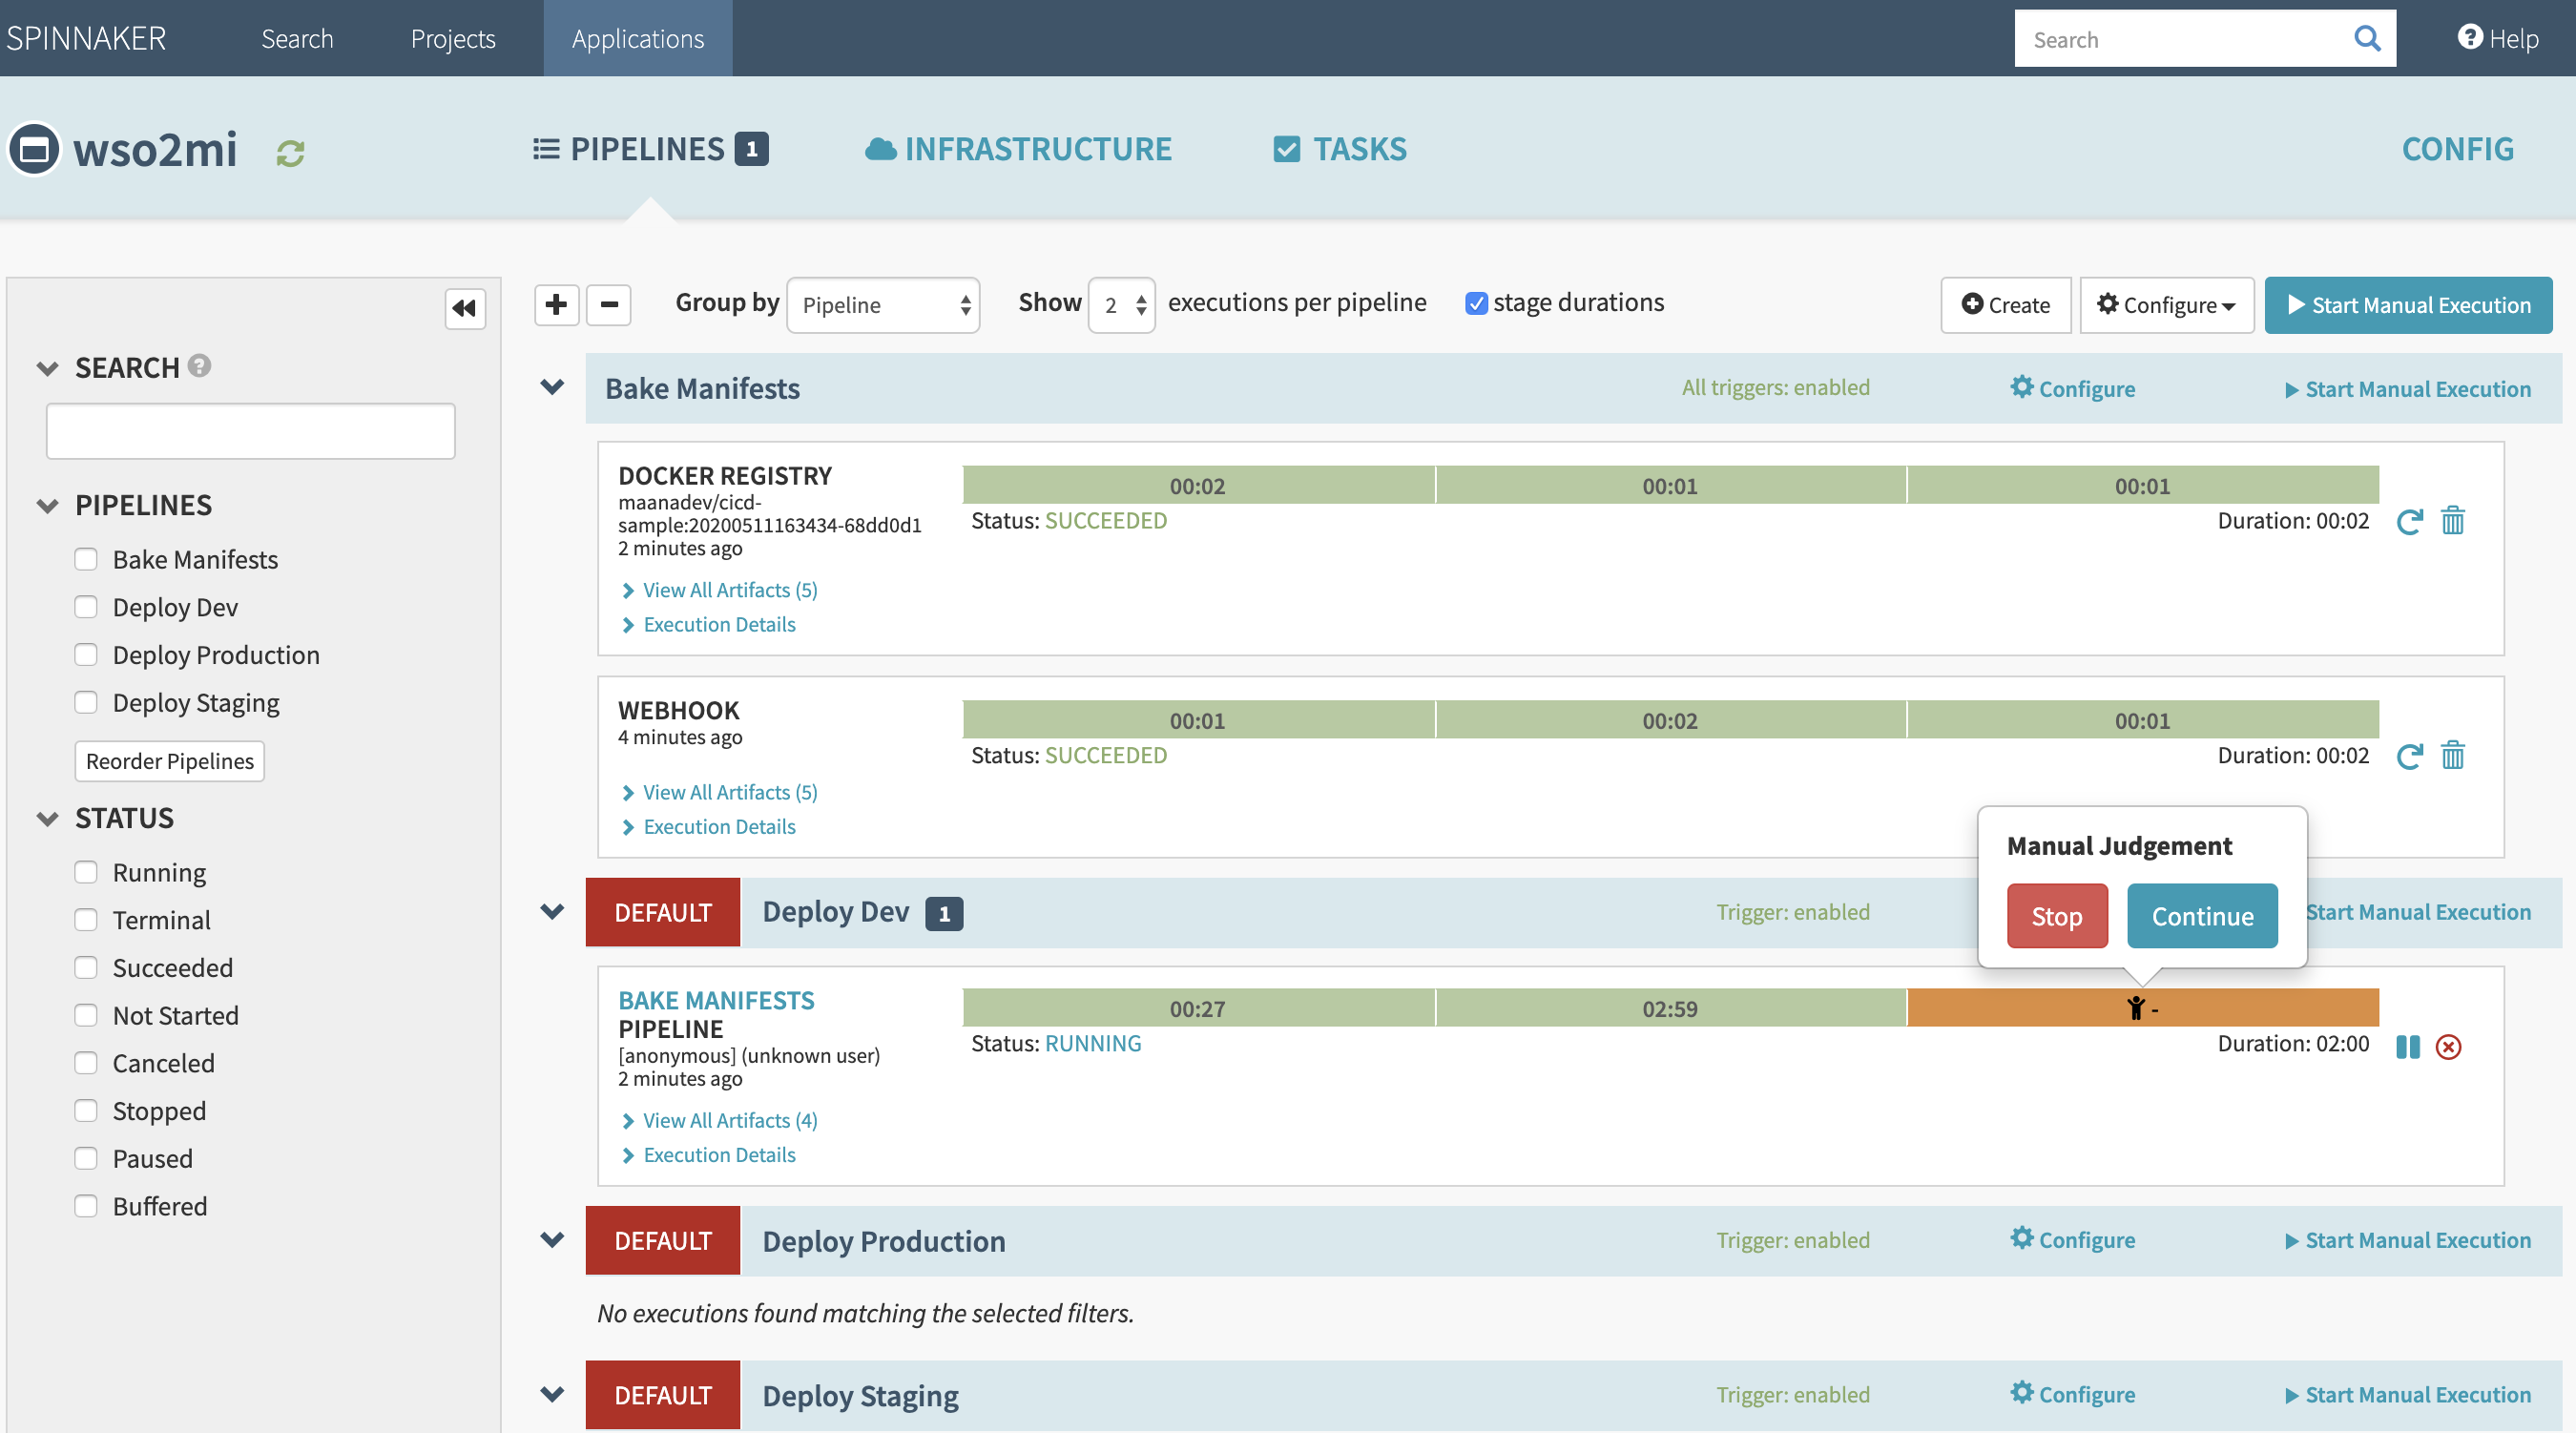 SPINNAKER Search Projects Applications Search Help
wso2mi PIPELINES 1 INFRASTRUCTURE TASKS CONFIG
Group by Pipeline Show 2 executions per pipeline stage durations Create Configure Start Manual Execution
SEARCH
PIPELINES
Bake Manifests
Deploy Dev
Deploy Production
Deploy Staging
Reorder Pipelines
STATUS
Running
Terminal
Succeeded
Not Started
Canceled
Stopped
Paused
Buffered
Bake Manifests All triggers: enabled Configure Start Manual Execution
DOCKER REGISTRY
maanadev/cicd-
sample:20200511163434-68dd0d1
2 minutes ago
View All Artifacts (5)
Execution Details
00:02 00:01 00:01
Status: SUCCEEDED Duration: 00:02
WEBHOOK
4 minutes ago
View All Artifacts (5)
Execution Details
00:01 00:02 00:01
Status: SUCCEEDED Duration: 00:02
Manual Judgement
Stop Continue
DEFAULT Deploy Dev 1 Trigger: enabled Start Manual Execution
BAKE MANIFESTS
PIPELINE
[anonymous] (unknown user)
2 minutes ago
View All Artifacts (4)
Execution Details
00:27 02:59 -
Status: RUNNING Duration: 02:00
DEFAULT Deploy Production Trigger: enabled Configure Start Manual Execution
No executions found matching the selected filters.
DEFAULT Deploy Staging Trigger: enabled Configure Start Manual Execution